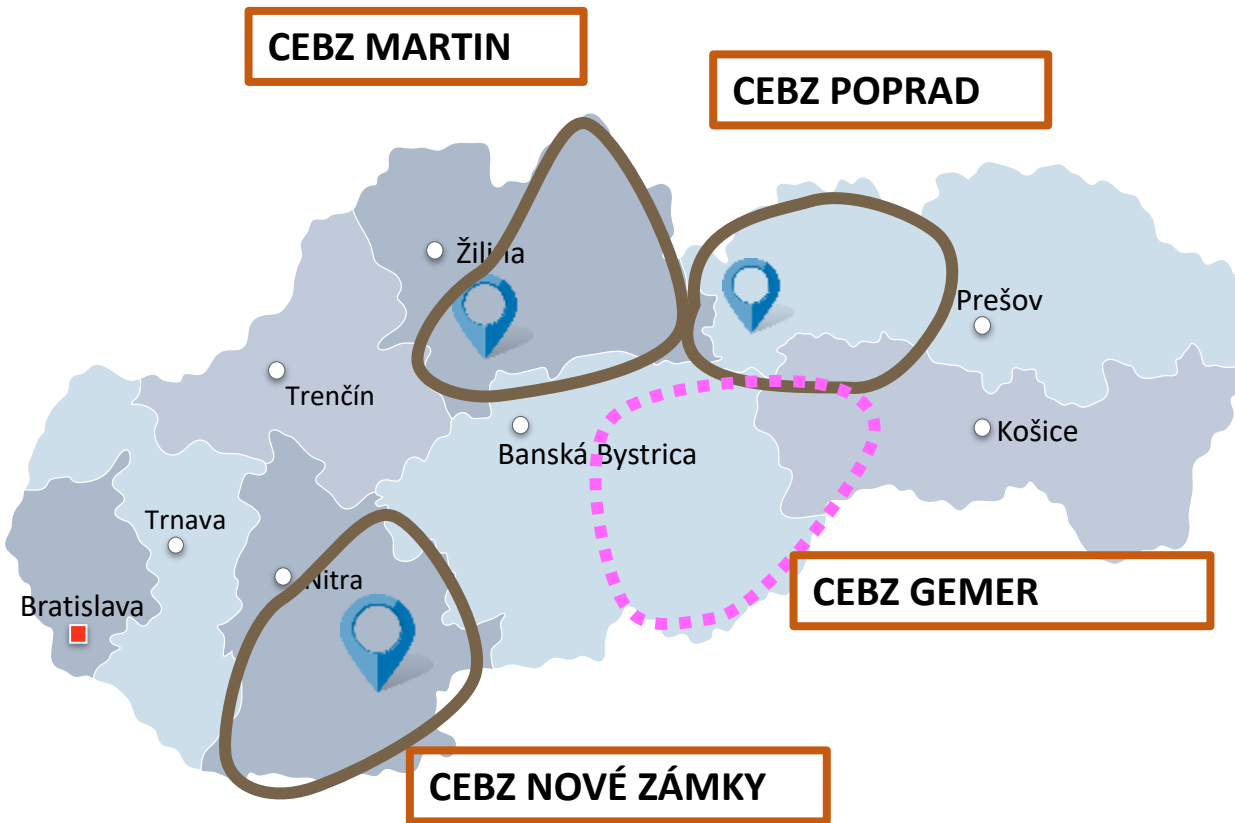 CEBZ MARTIN
CEBZ POPRAD
Žilina
Prešov
Trenčín
Košice
Banská Bystrica
Trnava
Nitra
CEBZ GEMER
Bratislava
CEBZ NOVÉ ZÁMKY